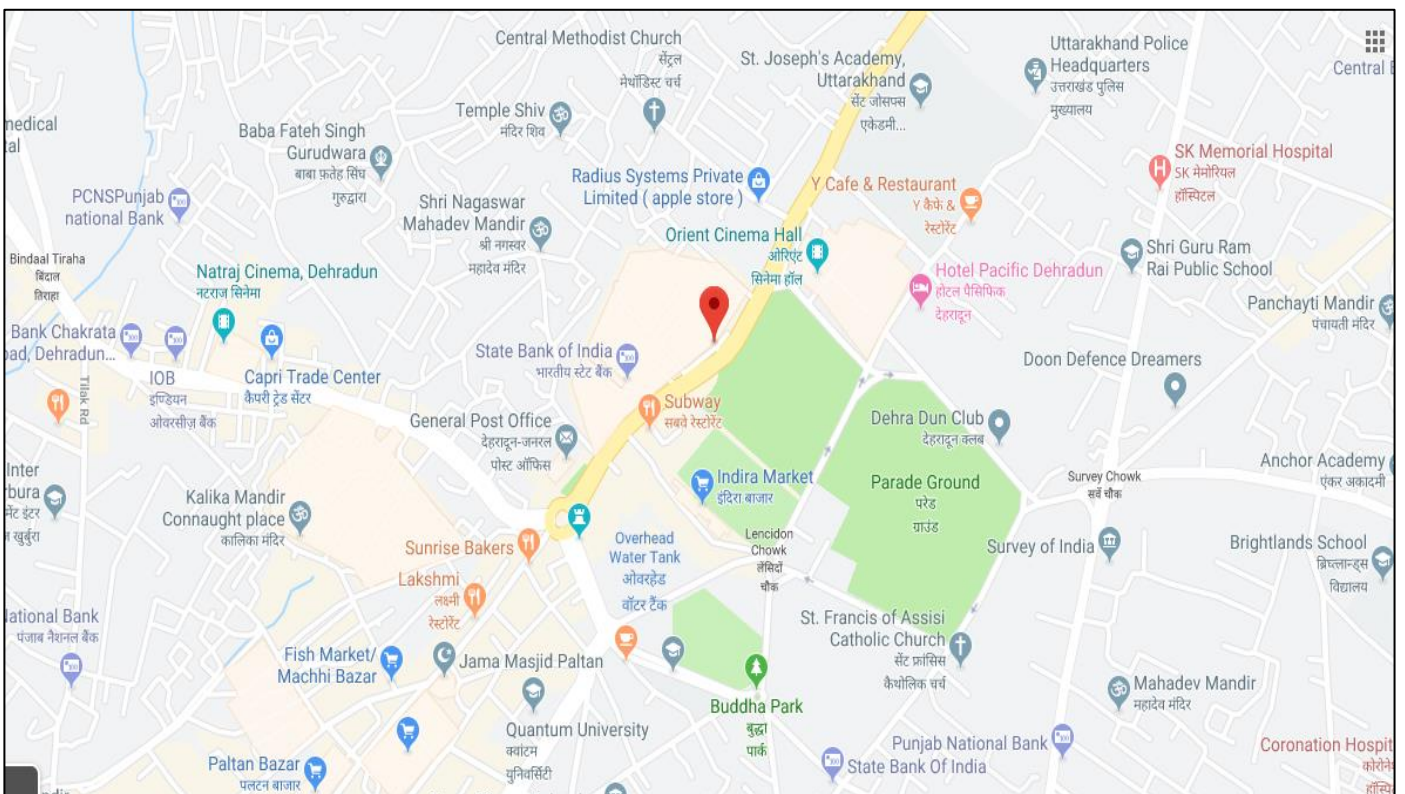 Central Methodist Church
सेंट्रल
मेथॉडिस्ट चर्च
St. Joseph's Academy,
Uttarakhand
सेंट जोसफ्स
एकेडमी...
Uttarakhand Police
Headquarters
उत्तराखंड पुलिस
मुख्यालय
Central
Temple Shiv
मंदिर शिव
medical
tal
Baba Fateh Singh
Gurudwara
बाबा फ़तेह सिंघ
गुरुद्वारा
SK Memorial Hospital
SK मेमोरियल
हॉस्पिटल
Radius Systems Private
Limited ( apple store )
Y Cafe & Restaurant
Y कैफे &
रेस्टोरेंट
PCNSPunjab
national Bank
Shri Nagaswar
Mahadev Mandir
श्री नगस्वर
महादेव मंदिर
Orient Cinema Hall
ओरिएंट
सिनेमा हॉल
Shri Guru Ram
Rai Public School
Bindaal Tiraha
बिंदाल
तिराहा
Natraj Cinema, Dehradun
नटराज सिनेमा
Hotel Pacific Dehradun
होटल पैसिफिक
देहरादून
Panchayti Mandir
पंचायती मंदिर
Bank Chakrata
oad, Dehradun...
IOB
इण्डियन
ओवरसीज़ बैंक
Capri Trade Center
कैपरी ट्रेड सेंटर
State Bank of India
भारतीय स्टेट बैंक
Doon Defence Dreamers
Tilak Rd
Subway
सबवे रेस्टोरेंट
General Post Office
देहरादून-जनरल
पोस्ट ऑफिस
Dehra Dun Club
देहरादून क्लब
Inter
rbura
मेंट इंटर
ज खुर्बुरा
Indira Market
इंदिरा बाजार
Parade Ground
परेड
ग्राउंड
Survey Chowk
सर्वे चौक
Anchor Academy
एंकर अकादमी
Kalika Mandir
Connaught place
कालिका मंदिर
Sunrise Bakers
Overhead
Water Tank
ओवरहेड
वॉटर टैंक
Lencidon
Chowk
लेंसिदों
चौक
Survey of India
Brightlands School
ब्रिघ्टलान्ड्स
विद्यालय
Lakshmi
लक्ष्मी
रेस्टोरेंट
National Bank
पंजाब नैशनल बैंक
St. Francis of Assisi
Catholic Church
सेंट फ्रांसिस
कैथोलिक चर्च
Fish Market/
Machhi Bazar
Jama Masjid Paltan
Mahadev Mandir
महादेव मंदिर
Buddha Park
बुद्धा
पार्क
Quantum University
क्वांटम
युनिवर्सिटी
Punjab National Bank
State Bank Of India
Coronation Hospit
कोरोने
हॉस्पि
Paltan Bazar
पलटन बाजार